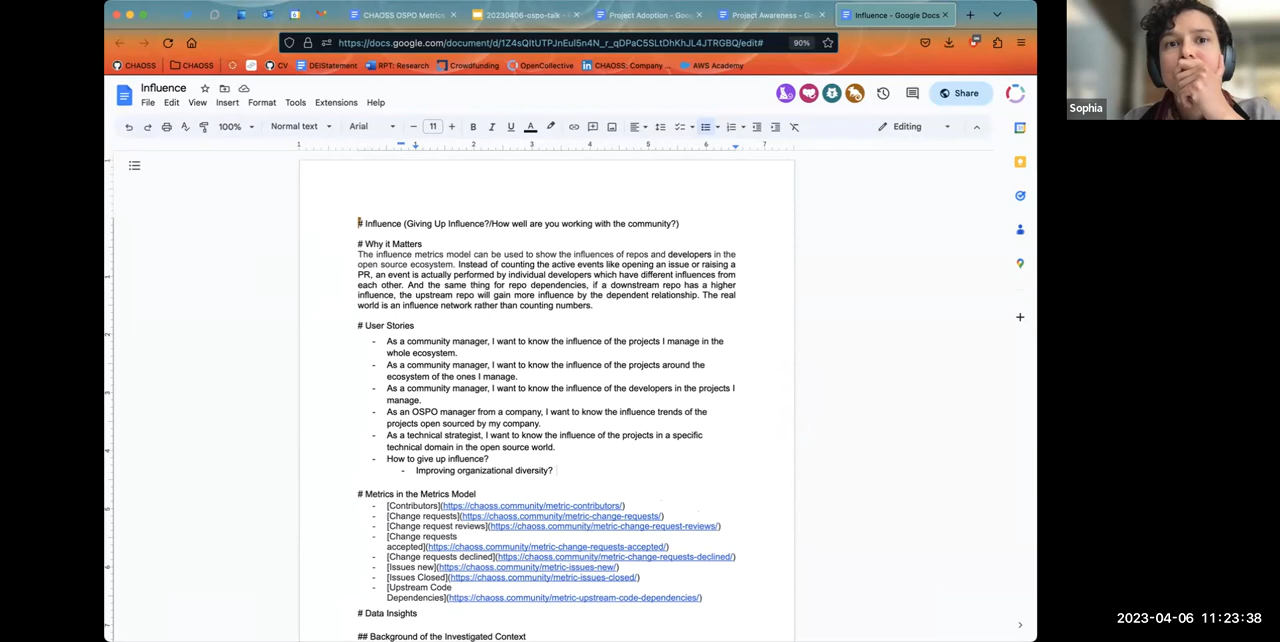 CHAOSS OSPO Metrics
20230406-ospo-talk -
Project Adoption - Goo
Project Awareness - Go
Influence - Google Docs
https://docs.google.com/document/d/1Z4sQItUTPJnEuI5n4N_r_qDPaC5SLtDhKhJL4JTRGBQ/edit#
90%
CHAOSS
CHAOSS
CV
DEIStatement
RPT: Research
Crowdfunding
OpenCollective
CHAOSS: Company ...
AWS Academy
Influence
File Edit View Insert Format Tools Extensions Help
Share
100%
Normal text
Arial
11
Editing
# Influence (Giving Up Influence?/How well are you working with the community?)
# Why it Matters
The influence metrics model can be used to show the influences of repos and developers in the
open source ecosystem. Instead of counting the active events like opening an issue or raising a
PR, an event is actually performed by individual developers which have different influences from
each other. And the same thing for repo dependencies, if a downstream repo has a higher
influence, the upstream repo will gain more influence by the dependent relationship. The real
world is an influence network rather than counting numbers.
# User Stories
- As a community manager, I want to know the influence of the projects I manage in the
whole ecosystem.
- As a community manager, I want to know the influence of the projects around the
ecosystem of the ones I manage.
- As a community manager, I want to know the influence of the developers in the projects I
manage.
- As an OSPO manager from a company, I want to know the influence trends of the
projects open sourced by my company.
- As a technical strategist, I want to know the influence of the projects in a specific
technical domain in the open source world.
- How to give up influence?
- Improving organizational diversity?
# Metrics in the Metrics Model
- [Contributors](https://chaoss.community/metric-contributors/)
- [Change requests](https://chaoss.community/metric-change-requests/)
- [Change request reviews](https://chaoss.community/metric-change-request-reviews/)
- [Change requests
accepted](https://chaoss.community/metric-change-requests-accepted/)
- [Change requests declined](https://chaoss.community/metric-change-requests-declined/)
- [Issues new](https://chaoss.community/metric-issues-new/)
- [Issues Closed](https://chaoss.community/metric-issues-closed/)
- [Upstream Code
Dependencies](https://chaoss.community/metric-upstream-code-dependencies/)
# Data Insights
## Background of the Investigated Context
Sophia
2023-04-06 11:23:38